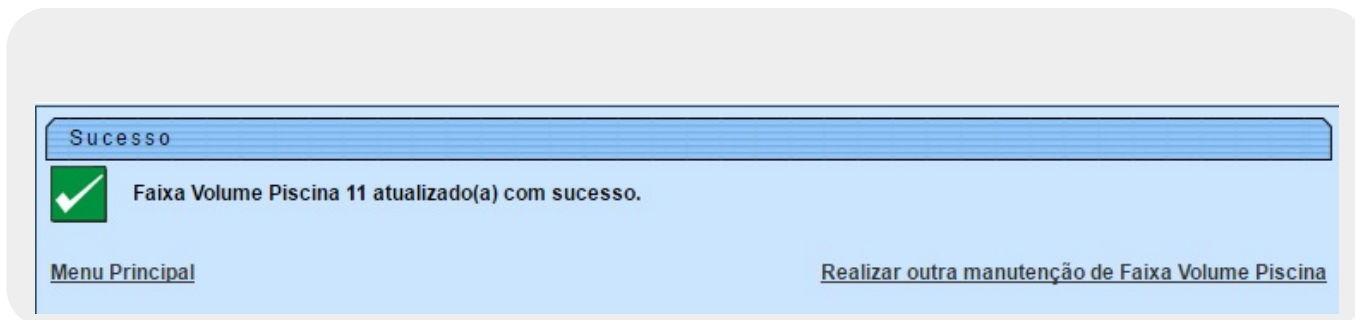 Sucesso
Faixa Volume Piscina 11 atualizado(a) com sucesso.
Menu Principal
Realizar outra manutenção de Faixa Volume Piscina